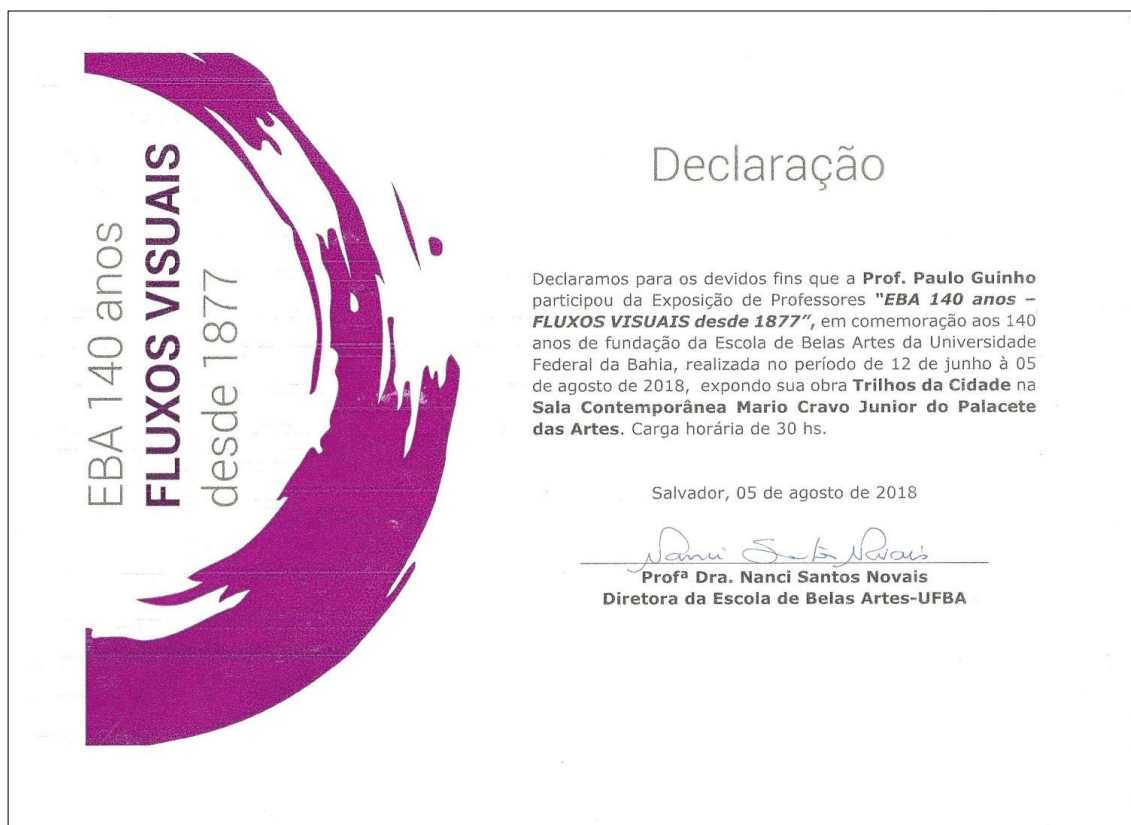 EBA 140 anos
FLUXOS VISUAIS
desde 1877
Declaração
Declaramos para os devidos fins que a Prof. Paulo Guinho
participou da Exposição de Professores "EBA 140 anos –
FLUXOS VISUAIS desde 1877", em comemoração aos 140
anos de fundação da Escola de Belas Artes da Universidade
Federal da Bahia, realizada no período de 12 de junho à 05
de agosto de 2018, expondo sua obra Trilhos da Cidade na
Sala Contemporânea Mario Cravo Junior do Palacete
das Artes. Carga horária de 30 hs.
Salvador, 05 de agosto de 2018
Nanci Santos Novais
Profª Dra. Nanci Santos Novais
Diretora da Escola de Belas Artes-UFBA